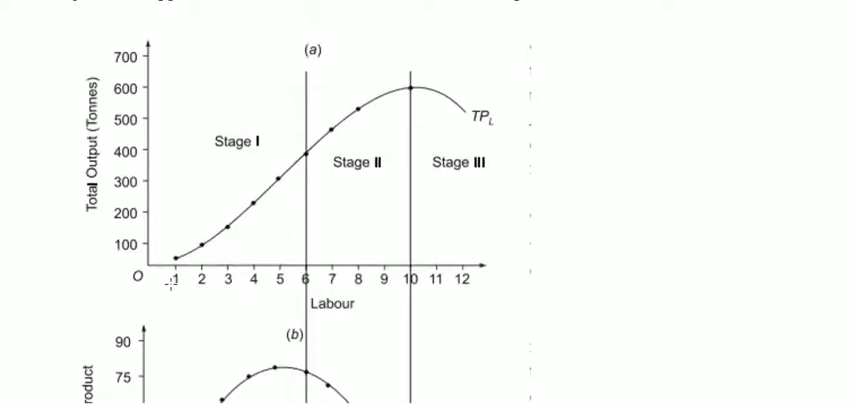 (a)
700
600
500
400
300
200
100
Total Output (Tonnes)
Stage I
Stage II
Stage III
TPL
O
1 2 3 4 5 6 7 8 9 10 11 12
Labour
(b)
90
75
roduct